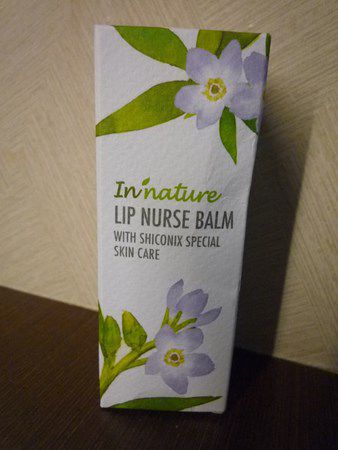 In nature
LIP NURSE BALM
WITH SHICONIX SPECIAL
SKIN CARE